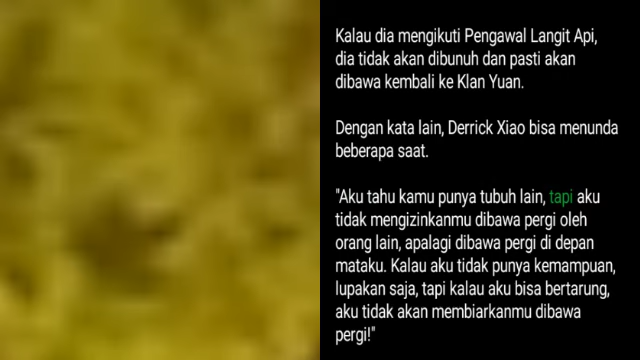 Kalau dia mengikuti Pengawal Langit Api,
dia tidak akan dibunuh dan pasti akan
dibawa kembali ke Klan Yuan.
Dengan kata lain, Derrick Xiao bisa menunda
beberapa saat.
"Aku tahu kamu punya tubuh lain, tapi aku
tidak mengizinkanmu dibawa pergi oleh
orang lain, apalagi dibawa pergi di depan
mataku. Kalau aku tidak punya kemampuan,
lupakan saja, tapi kalau aku bisa bertarung,
aku tidak akan membiarkanmu dibawa
pergi!"